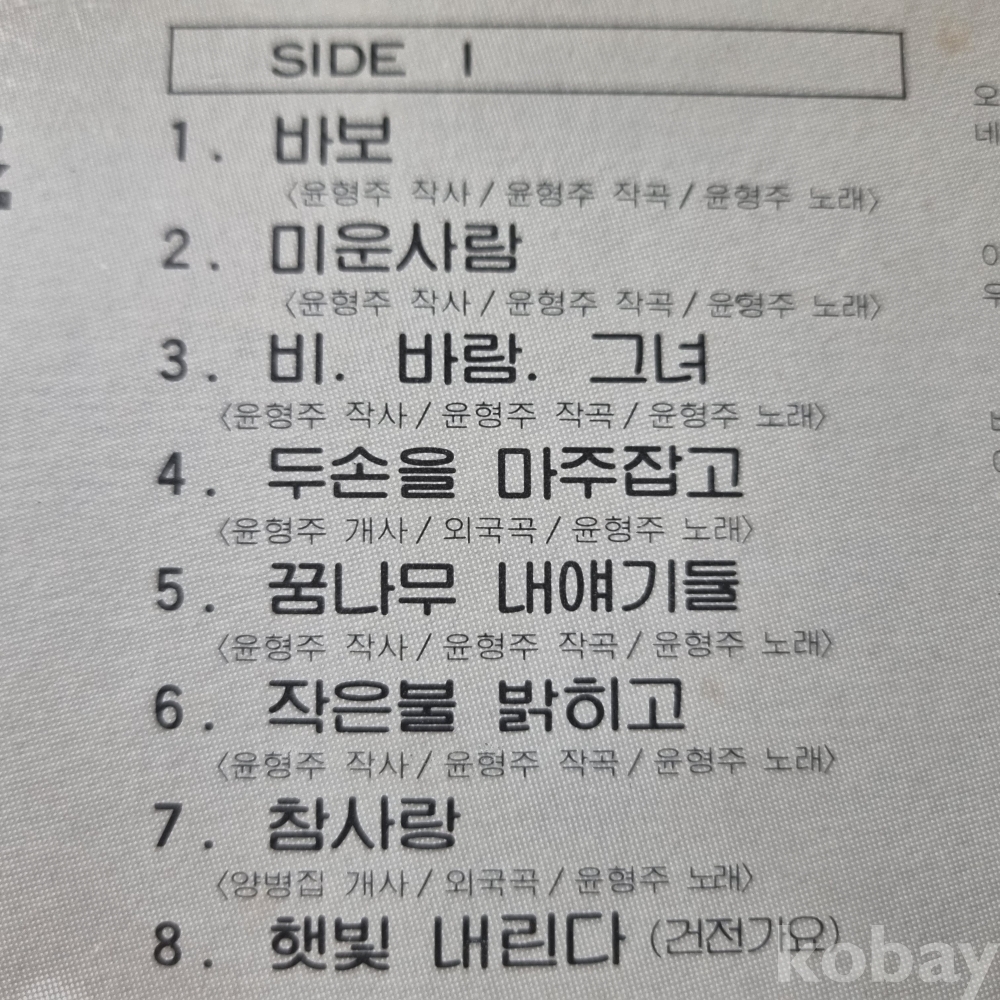 SIDE I
1. 바보
〈윤형주 작사/윤형주 작곡/윤형주 노래〉
2. 미운사람
〈윤형주 작사/윤형주 작곡/윤형주 노래〉
3. 비. 바람. 그녀
〈윤형주 작사/윤형주 작곡/윤형주 노래〉
4. 두손을 마주잡고
〈윤형주 개사/외국곡/윤형주 노래〉
5. 꿈나무 내얘기들
〈윤형주 작사/윤형주 작곡/윤형주 노래〉
6. 작은불 밝히고
〈윤형주 작사/윤형주 작곡/윤형주 노래〉
7. 참사랑
〈양병집 개사/외국곡/윤형주 노래〉
8. 햇빛 내린다 (건전가요)
kobay
오
네